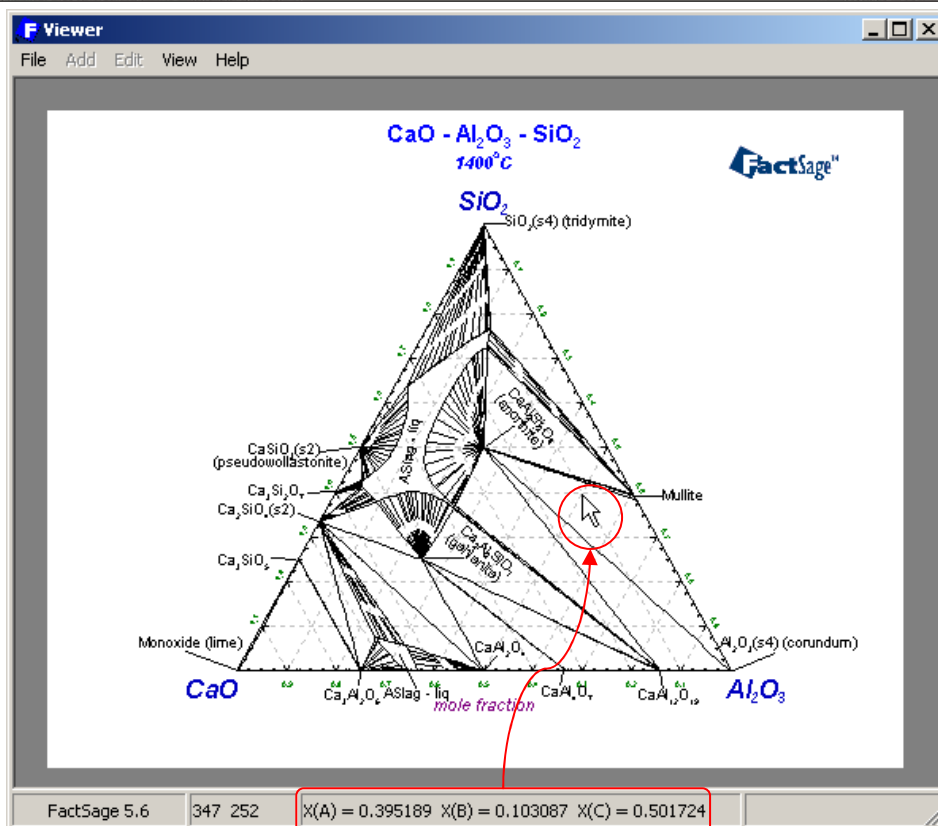 Viewer
File Add Edit View Help
CaO - Al₂O₃ - SiO₂
1400°C
FactSage™
SiO₂
SiO₂(s4) (tridymite)
CaAl₂Si₂O₈
(anorthite)
ASlag - liq
CaSiO₃(s2)
(pseudowollastonite)
Ca₃Si₂O₇
Mullite
Ca₂SiO₄(s2)
Ca₂Al₂SiO₇
(gehlenite)
Ca₃SiO₅
Monoxide (lime)
CaAl₂O₄
Al₂O₃(s4) (corundum)
CaO
Ca₃Al₂O₆
ASlag - liq
CaAl₄O₇
CaAl₁₂O₁₉
Al₂O₃
mole fraction
FactSage 5.6
347 252
X(A) = 0.395189 X(B) = 0.103087 X(C) = 0.501724